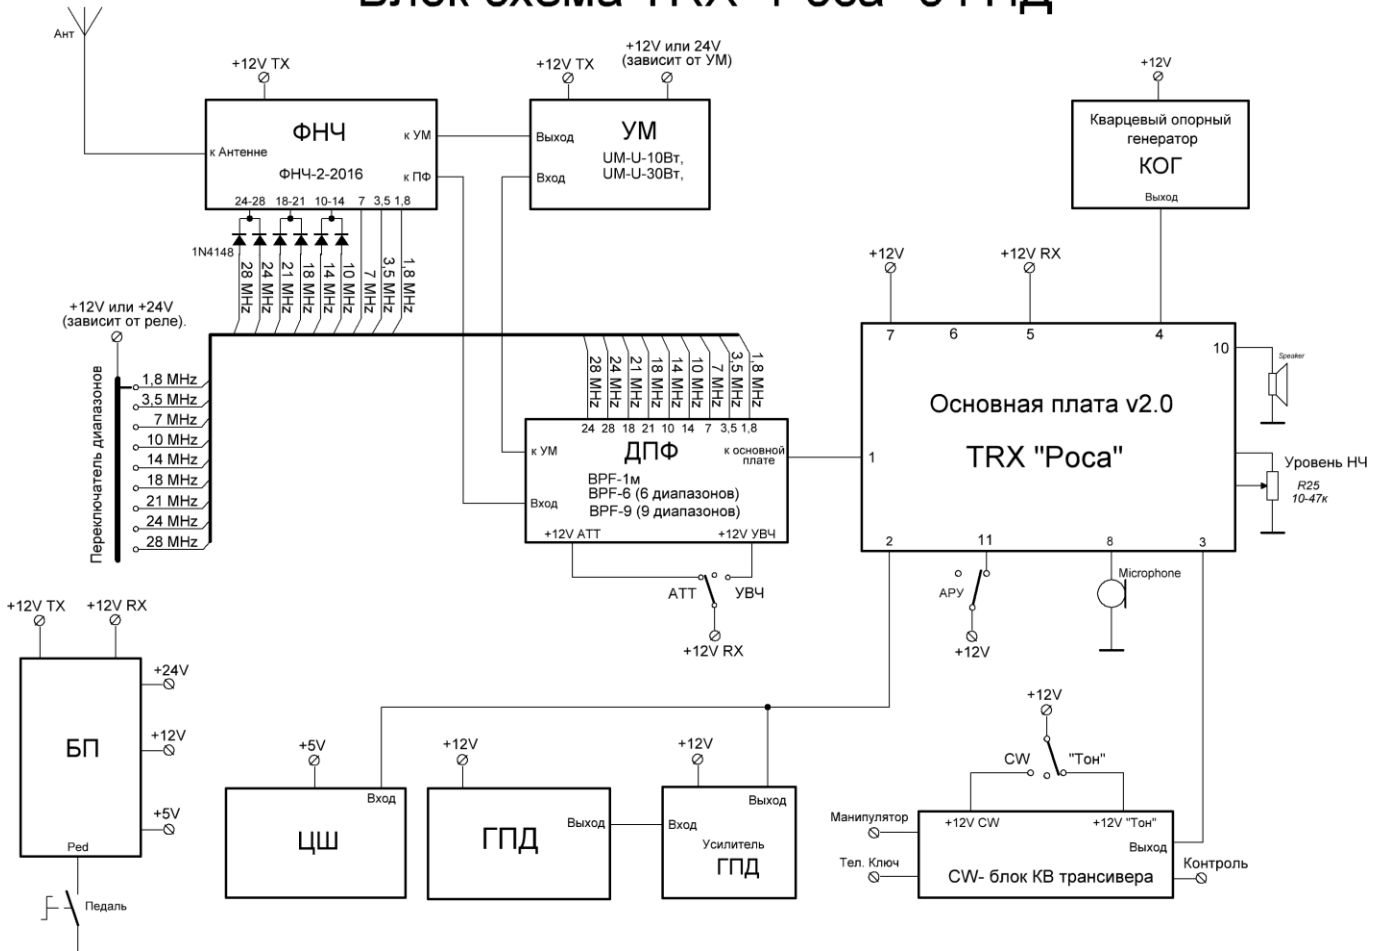 Блок-схема TRX "Роса" с ГПД
Ант
+12V TX
ФНЧ
к УМ
к Антенне
ФНЧ-2-2016
к ПФ
24-28 18-21 10-14 7 3,5 1,8
1N4148
28 MHz
24 MHz
21 MHz
18 MHz
14 MHz
10 MHz
7 MHz
3,5 MHz
1,8 MHz
+12V TX
+12V или 24V
(зависит от УМ)
УМ
Выход
UM-U-10Вт,
UM-U-30Вт,
Вход
+12V
Кварцевый опорный
генератор
КОГ
Выход
+12V или +24V
(зависит от реле).
Переключатель диапазонов
1,8 MHz
3,5 MHz
7 MHz
10 MHz
14 MHz
18 MHz
21 MHz
24 MHz
28 MHz
28 MHz
24 MHz
21 MHz
18 MHz
14 MHz
10 MHz
7 MHz
3,5 MHz
1,8 MHz
24 28 18 21 10 14 7 3,5 1,8
ДПФ
к УМ
к основной
плате
BPF-1м
BPF-6 (6 диапазонов)
BPF-9 (9 диапазонов)
Вход
+12V АТТ
+12V УВЧ
АТТ
УВЧ
+12V RX
+12V
+12V RX
7
6
5
4
10
Основная плата v2.0
TRX "Роса"
1
2
11
8
3
Speaker
Уровень НЧ
R25
10-47к
АРУ
+12V
Microphone
+12V TX
+12V RX
+24V
БП
+12V
+5V
Ped
Педаль
+5V
Вход
ЦШ
+12V
Выход
ГПД
+12V
Выход
Вход
Усилитель
ГПД
+12V
CW
"Тон"
Манипулятор
+12V CW
+12V "Тон"
Выход
Тел. Ключ
CW- блок КВ трансивера
Контроль